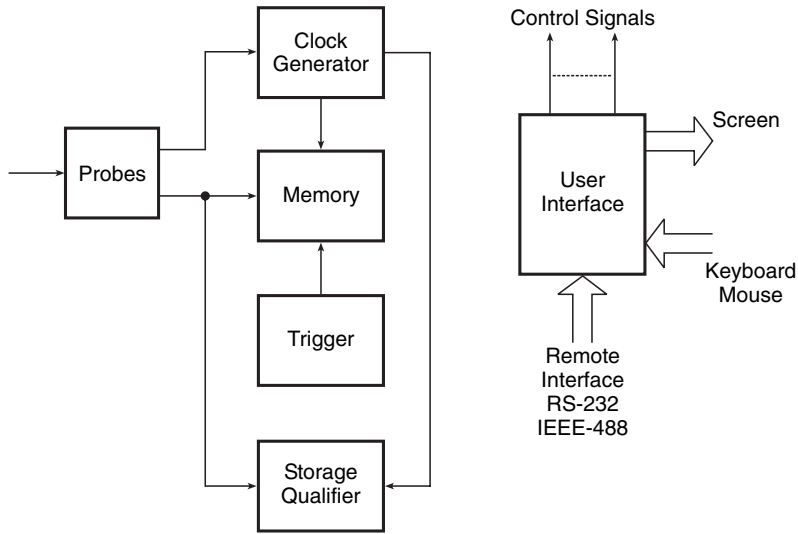 Clock
Generator
Probes
Memory
Trigger
Storage
Qualifier
Control Signals
Screen
User
Interface
Keyboard
Mouse
Remote
Interface
RS-232
IEEE-488